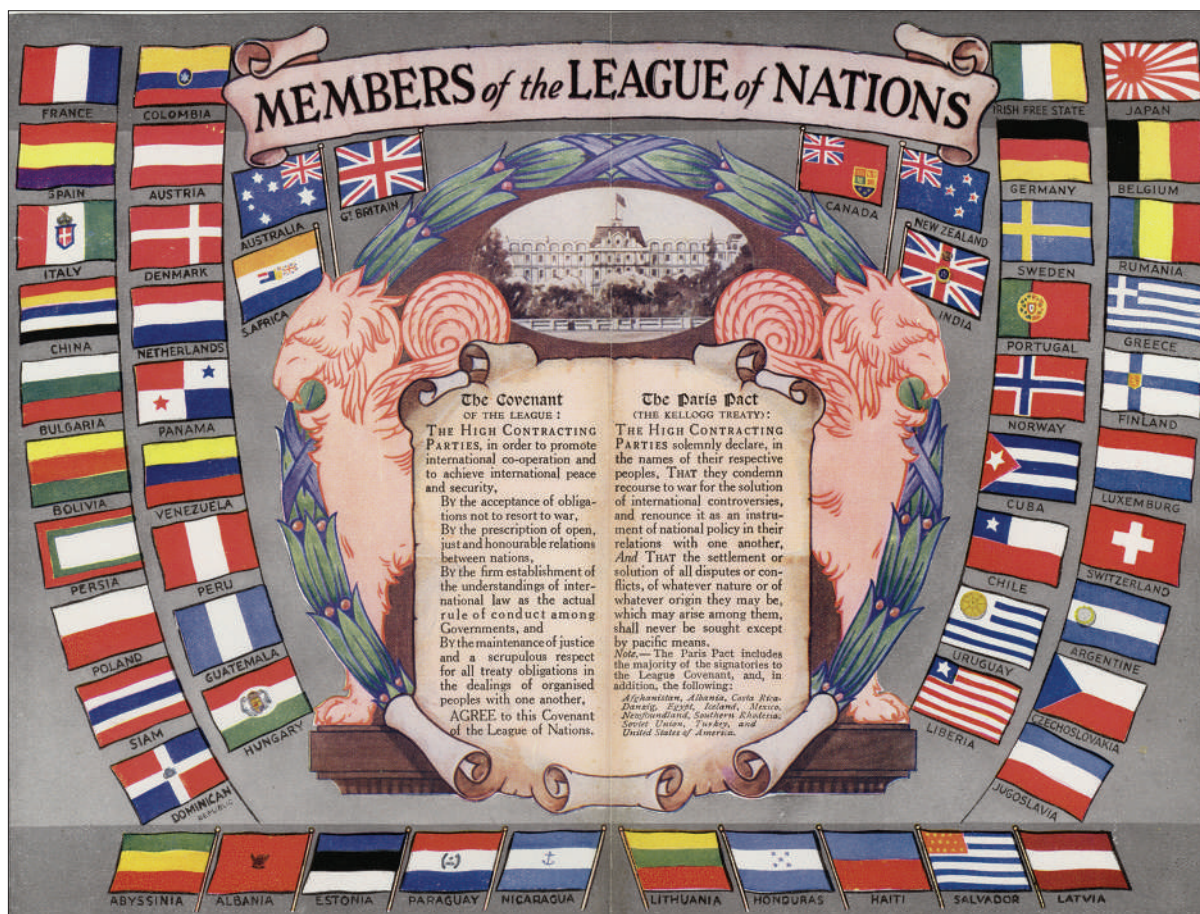 MEMBERS of the LEAGUE of NATIONS
FRANCE
COLOMBIA
SPAIN
AUSTRIA
ITALY
DENMARK
CHINA
NETHERLANDS
BULGARIA
PANAMA
BOLIVIA
VENEZUELA
PERSIA
PERU
POLAND
GUATEMALA
SIAM
HUNGARY
DOMINICAN
REPUBLIC
AUSTRALIA
GT BRITAIN
S.AFRICA
CANADA
NEW ZEALAND
INDIA
IRISH FREE STATE
JAPAN
GERMANY
BELGIUM
SWEDEN
RUMANIA
PORTUGAL
GREECE
NORWAY
FINLAND
CUBA
LUXEMBURG
CHILE
SWITZERLAND
URUGUAY
ARGENTINE
LIBERIA
CZECHOSLOVAKIA
JUGOSLAVIA
The Covenant
OF THE LEAGUE:
THE HIGH CONTRACTING
PARTIES, in order to promote
international co-operation and
to achieve international peace
and security,
BY the acceptance of obliga-
tions not to resort to war,
BY the prescription of open,
just and honourable relations
between nations,
BY the firm establishment of
the understandings of inter-
national law as the actual
rule of conduct among
Governments, and
BY the maintenance of justice
and a scrupulous respect
for all treaty obligations in
the dealings of organised
peoples with one another,
AGREE to this Covenant
of the League of Nations.
The Paris Pact
(THE KELLOGG TREATY):
THE HIGH CONTRACTING
PARTIES solemnly declare, in
the names of their respective
peoples, THAT they condemn
recourse to war for the solution
of international controversies,
and renounce it as an instru-
ment of national policy in their
relations with one another,
And THAT the settlement or
solution of all disputes or con-
flicts, of whatever nature or of
whatever origin they may be,
which may arise among them,
shall never be sought except
by pacific means.
Note.—The Paris Pact includes
the majority of the signatories to
the League Covenant, and, in
addition, the following:
Afghanistan, Albania, Costa Rica,
Danzig, Egypt, Iceland, Mexico,
Newfoundland, Southern Rhodesia,
Soviet Union, Turkey, and
United States of America.
ABYSSINIA
ALBANIA
ESTONIA
PARAGUAY
NICARAGUA
LITHUANIA
HONDURAS
HAITI
SALVADOR
LATVIA